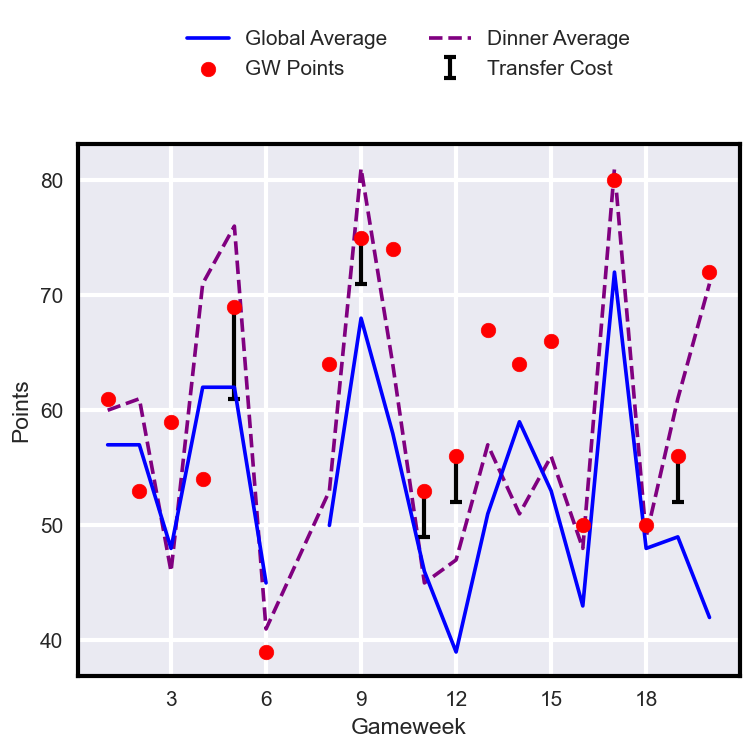 Global Average
Dinner Average
GW Points
Transfer Cost
80
70
60
50
40
Points
3
6
9
12
15
18
Gameweek